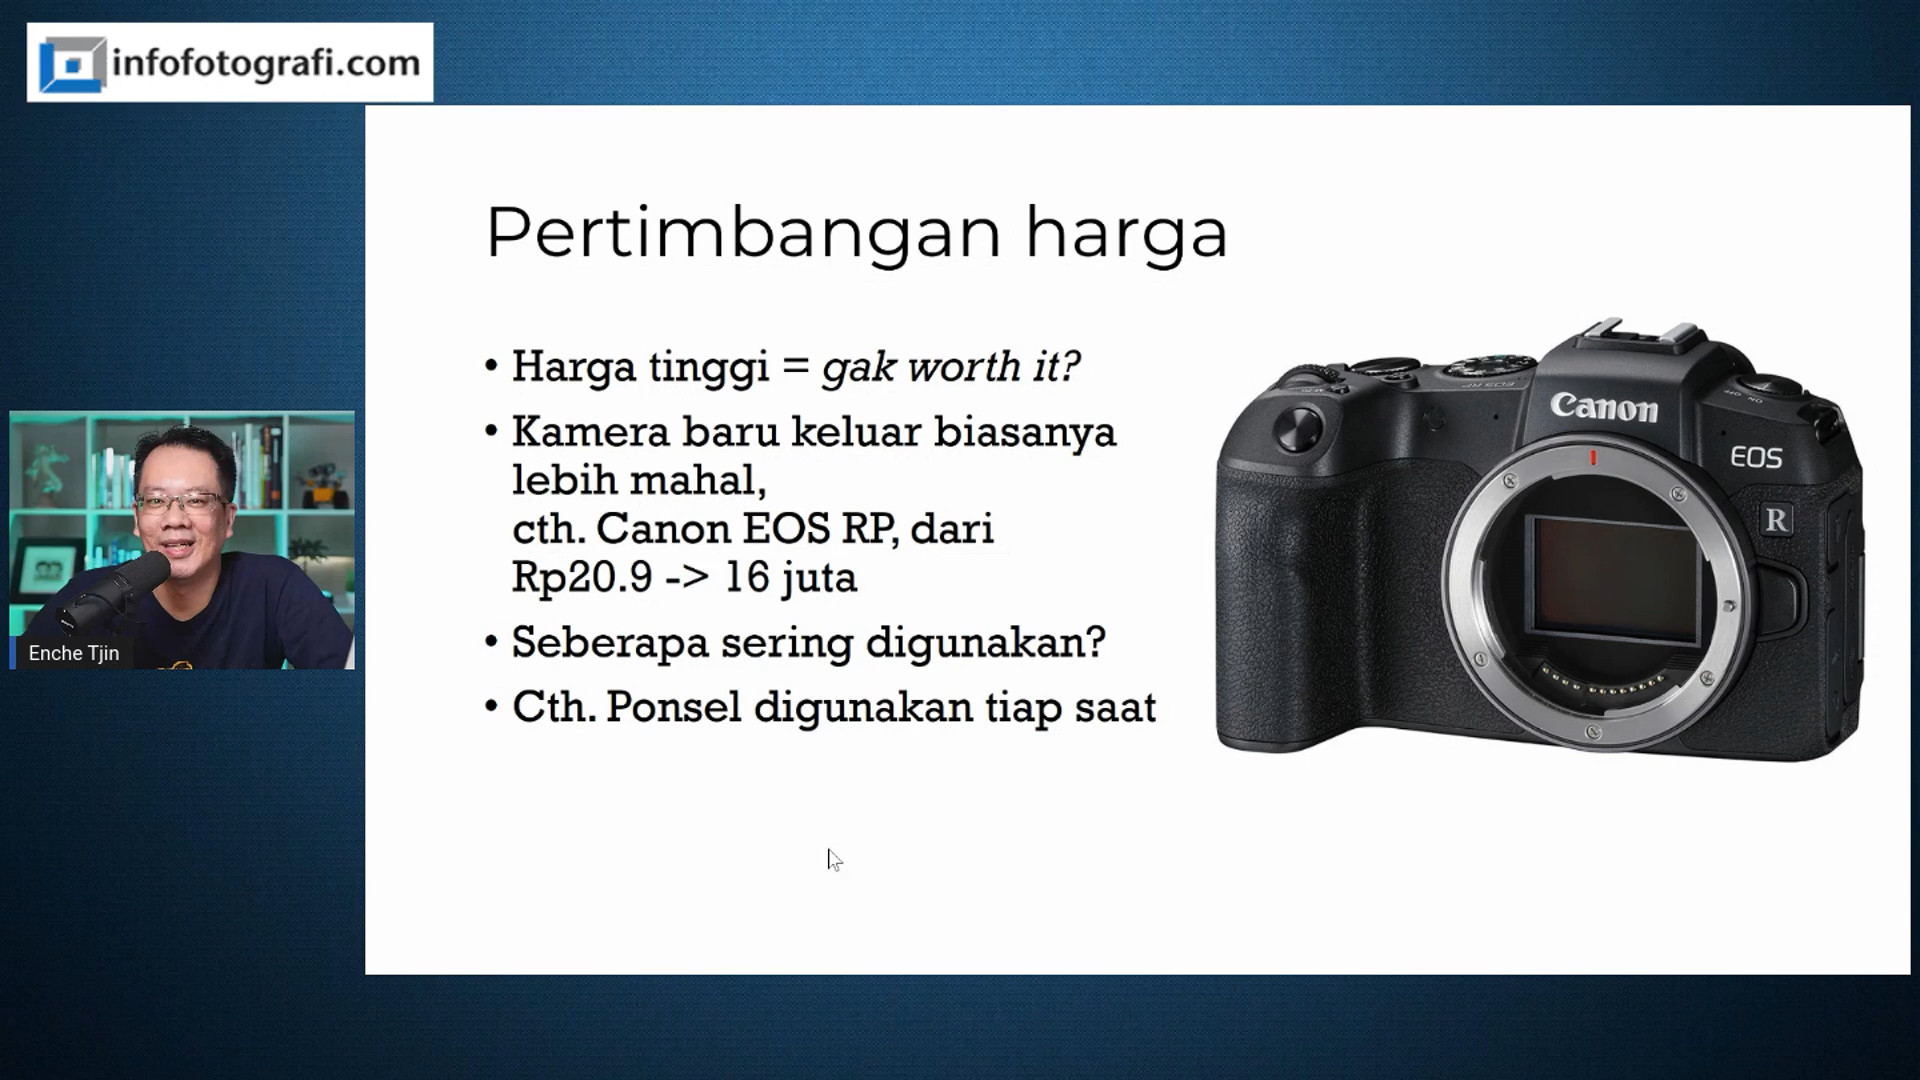 infofotografi.com
Pertimbangan harga
• Harga tinggi = gak worth it?
• Kamera baru keluar biasanya
lebih mahal,
cth. Canon EOS RP, dari
Rp20.9 -> 16 juta
• Seberapa sering digunakan?
• Cth. Ponsel digunakan tiap saat
Canon
EOS
R
Enche Tjin